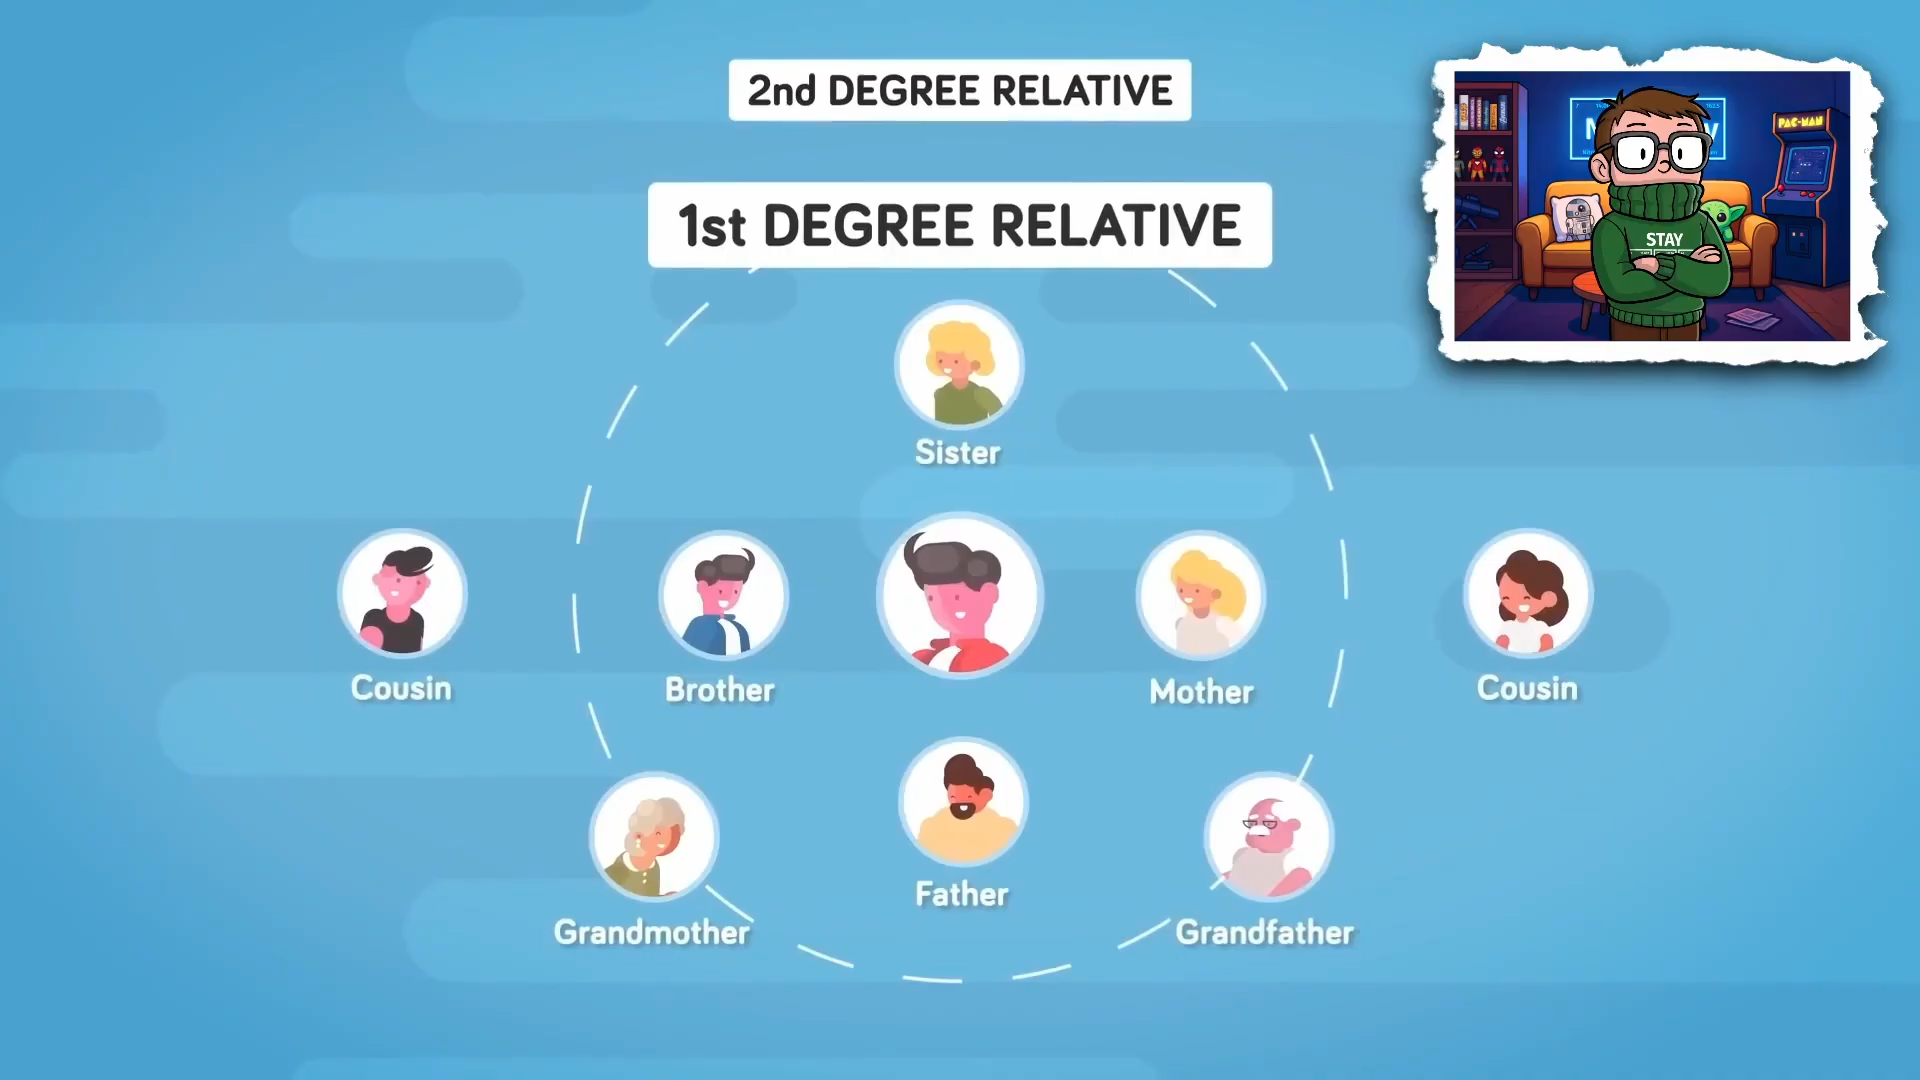 2nd DEGREE RELATIVE
1st DEGREE RELATIVE
PAC-MAN
STAY
Sister
Cousin
Brother
Mother
Cousin
Grandmother
Father
Grandfather